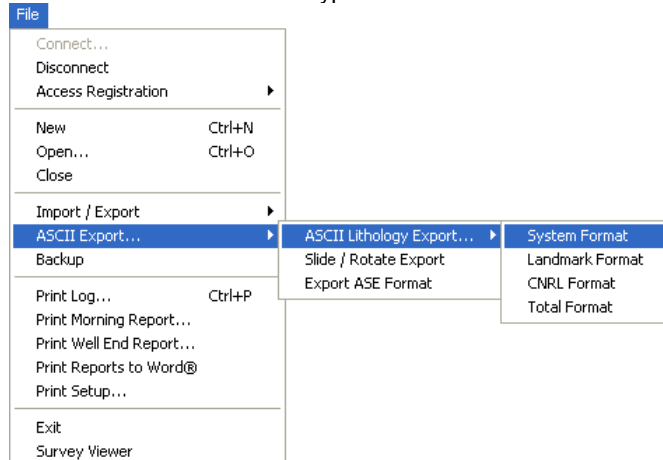 File
Connect...
Disconnect
Access Registration
New Ctrl+N
Open... Ctrl+O
Close
Import / Export
ASCII Export...
Backup
Print Log... Ctrl+P
Print Morning Report...
Print Well End Report...
Print Reports to Word®
Print Setup...
Exit
Survey Viewer
ASCII Lithology Export...
Slide / Rotate Export
Export ASE Format
System Format
Landmark Format
CNRL Format
Total Format